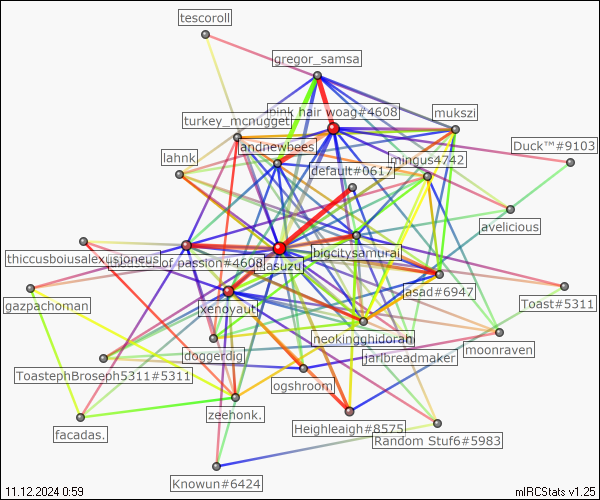 tescoroll
gregor_samsa
pink hair woag#4608
mukszi
turkey_mcnugget
Duck™#9103
andnewbees
lahnk
mingus4742
default#0617
avelicious
thiccusboiusalexiusjoneus
of passion#4608
asuzu
bigcitysamurai
asad#6947
Toast#5311
gazpachoman
xenoyaut
neokingghidorah
moonraven
doggerdig
jarlbreadmaker
ToastephBroseph5311#5311
ogshroom
zeehonk.
Heighleaigh#8575
facadas.
Random Stuf6#5983
Knowun#6424
11.12.2024 0:59
mIRCStats v1.25